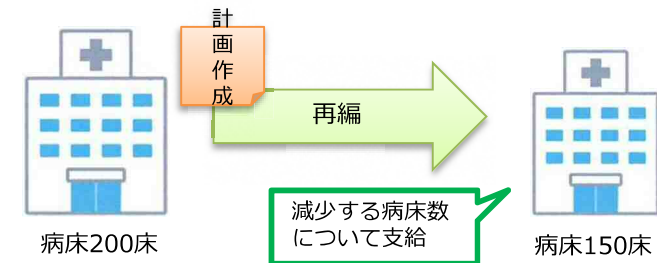 計画作成
再編
減少する病床数
について支給
病床200床
病床150床